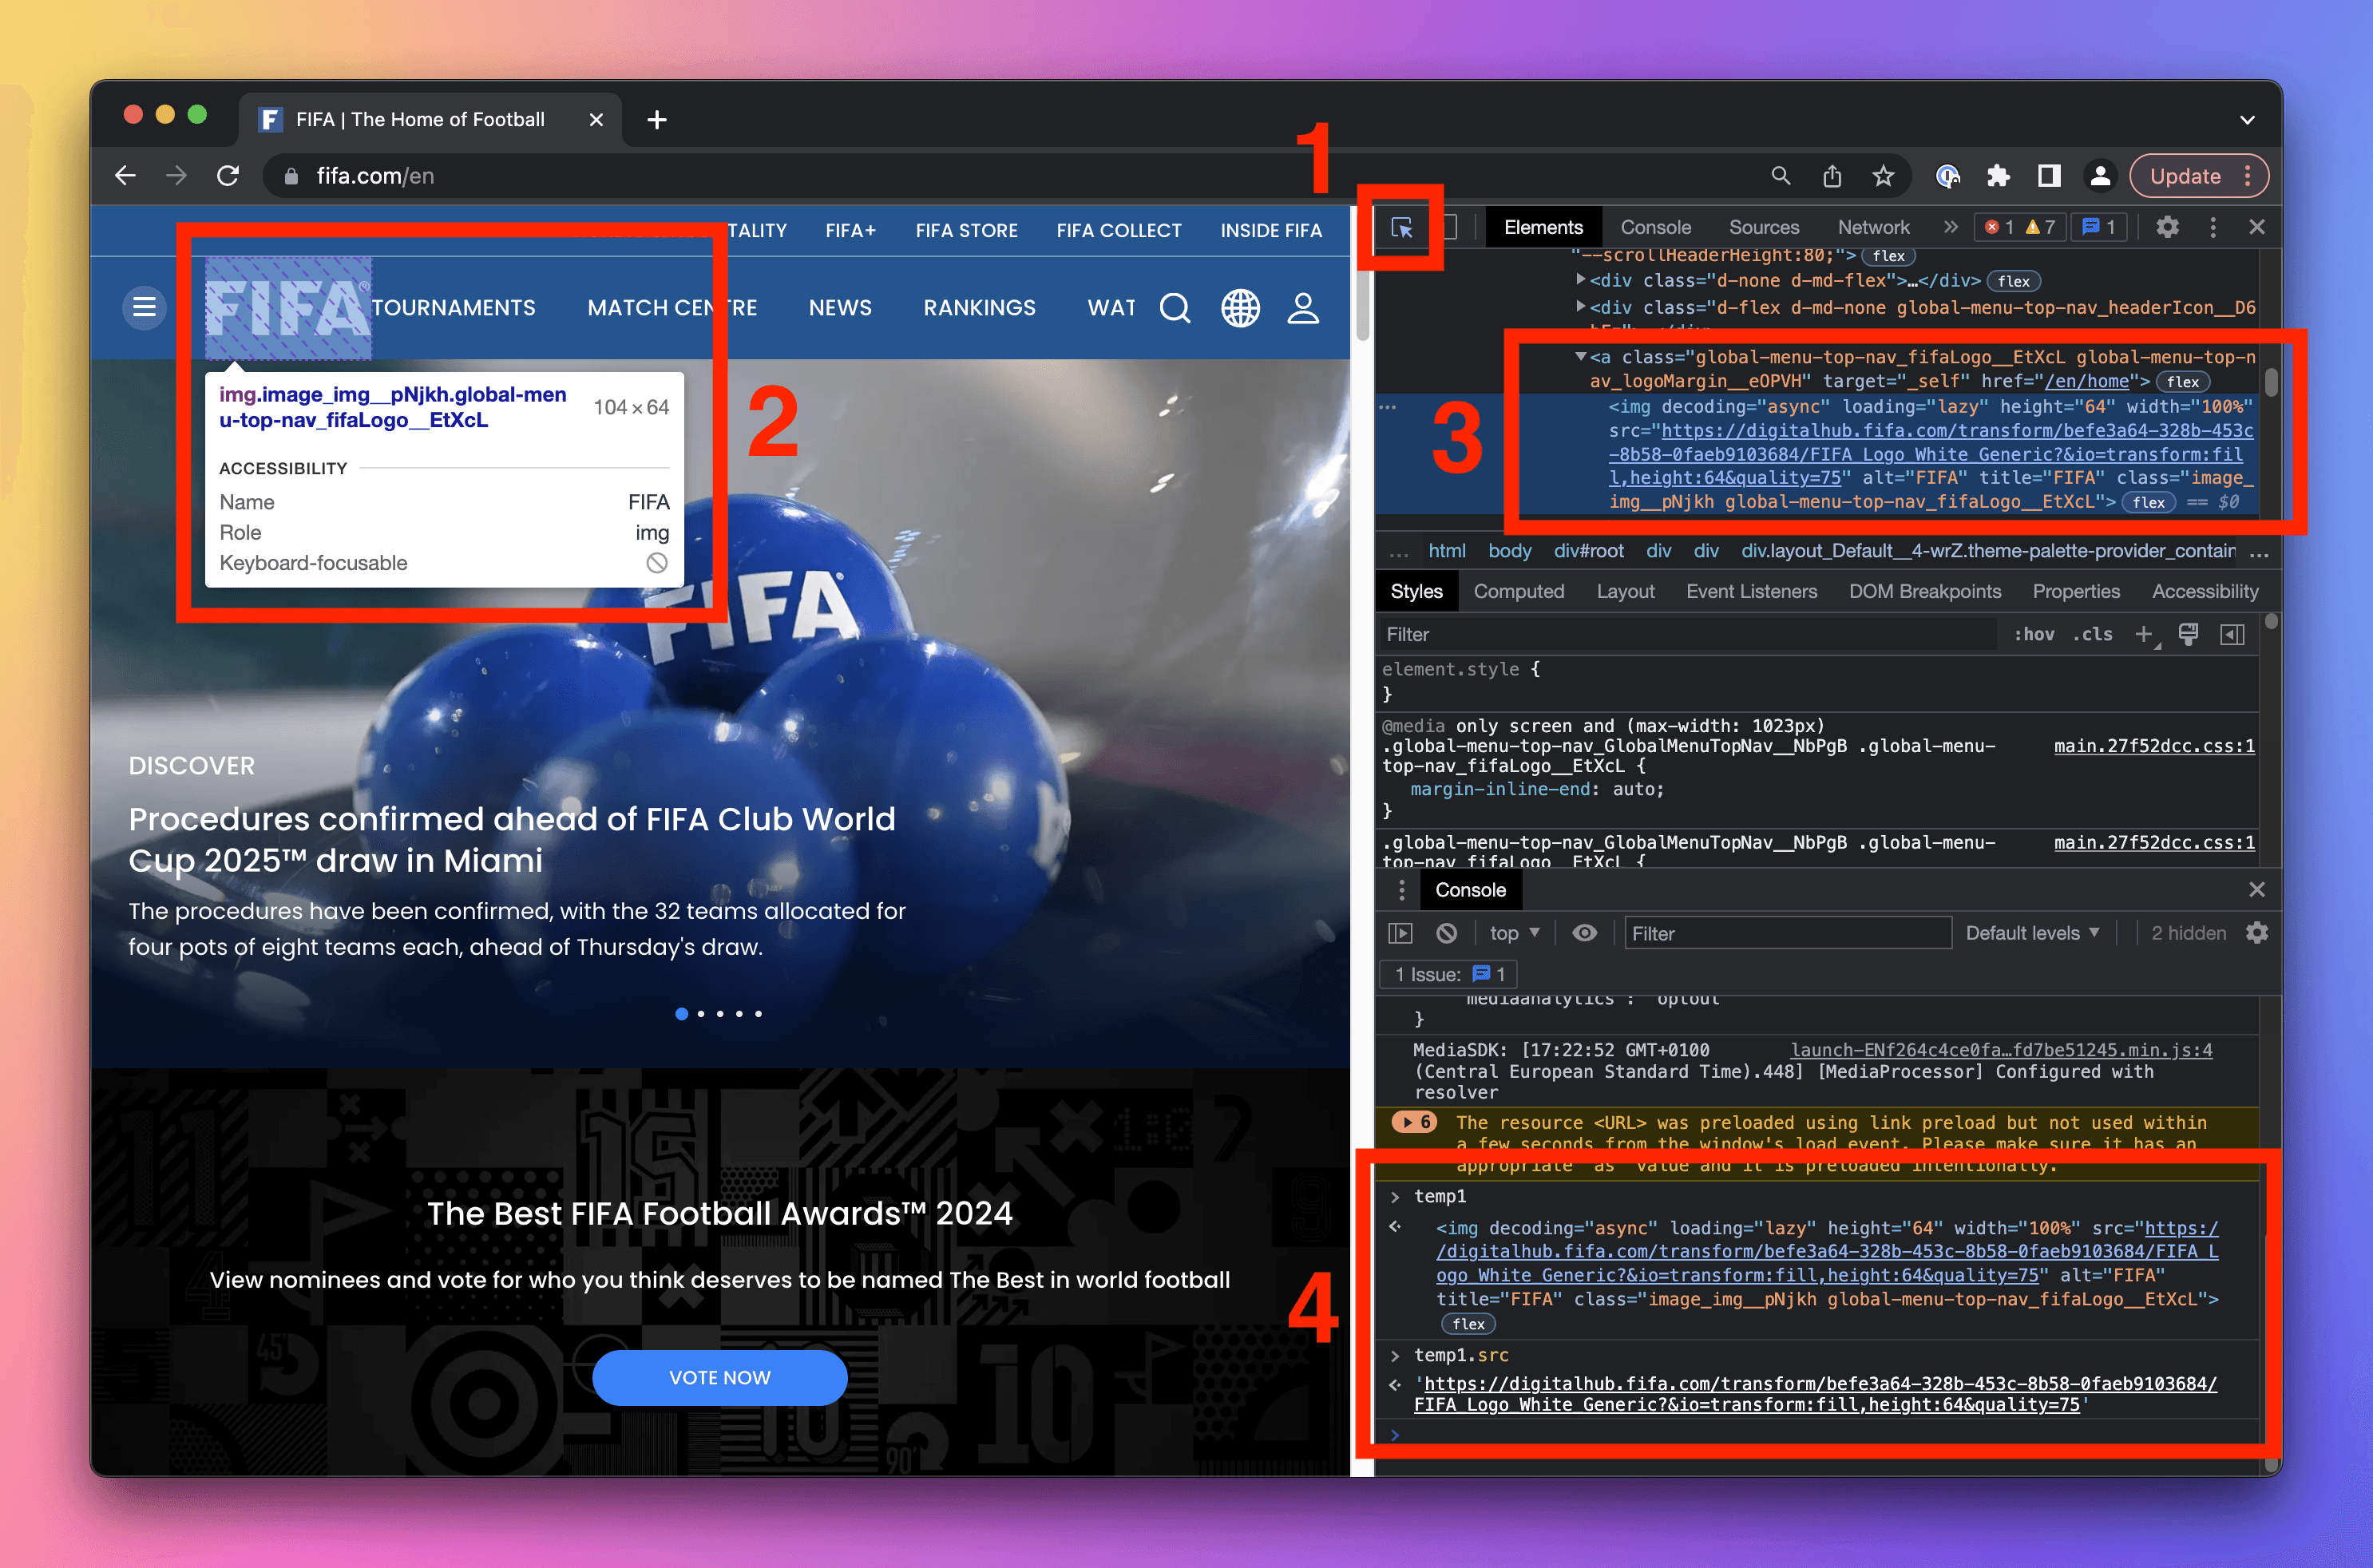 FIFA | The Home of Football
fifa.com/en
Update
1
TALITY FIFA+ FIFA STORE FIFA COLLECT INSIDE FIFA
FIFA®
TOURNAMENTS MATCH CENTRE NEWS RANKINGS WAT
img.image_img__pNjkh.global-men
u-top-nav_fifaLogo__EtXcL
104×64
ACCESSIBILITY
Name FIFA
Role img
Keyboard-focusable
2
FIFA
DISCOVER
Procedures confirmed ahead of FIFA Club World
Cup 2025™ draw in Miami
The procedures have been confirmed, with the 32 teams allocated for
four pots of eight teams each, ahead of Thursday's draw.
The Best FIFA Football Awards™ 2024
View nominees and vote for who you think deserves to be named The Best in world football
VOTE NOW
11
15
45'
10
90'
10
Elements Console Sources Network » 1 7 1
"--scrollHeaderHeight:80;"> flex
<div class="d-none d-md-flex">…</div> flex
<div class="d-flex d-md-none global-menu-top-nav_headerIcon__D6
3
<a class="global-menu-top-nav_fifaLogo__EtXcL global-menu-top-n
av_logoMargin__eOPVH" target="_self" href="/en/home"> flex
<img decoding="async" loading="lazy" height="64" width="100%"
src="https://digitalhub.fifa.com/transform/befe3a64-328b-453c
-8b58-0faeb9103684/FIFA_Logo_White_Generic?&io=transform:fil
l,height:64&quality=75" alt="FIFA" title="FIFA" class="image_
img__pNjkh global-menu-top-nav_fifaLogo__EtXcL"> flex == $0
… html body div#root div div div.layout_Default__4-wrZ.theme-palette-provider_contain …
Styles Computed Layout Event Listeners DOM Breakpoints Properties Accessibility
Filter :hov .cls +
element.style {
}
@media only screen and (max-width: 1023px)
.global-menu-top-nav_GlobalMenuTopNav__NbPgB .global-menu- main.27f52dcc.css:1
top-nav_fifaLogo__EtXcL {
margin-inline-end: auto;
}
.global-menu-top-nav_GlobalMenuTopNav__NbPgB .global-menu- main.27f52dcc.css:1
top-nav_fifaLogo__EtXcL {
Console
top Filter Default levels 2 hidden
1 Issue: 1
mediaanalytics : optout
}
MediaSDK: [17:22:52 GMT+0100 launch-ENf264c4ce0fa…fd7be51245.min.js:4
(Central European Standard Time).448] [MediaProcessor] Configured with
resolver
6 The resource <URL> was preloaded using link preload but not used within
a few seconds from the window's load event. Please make sure it has an
appropriate `as` value and it is preloaded intentionally.
4
> temp1
<img decoding="async" loading="lazy" height="64" width="100%" src="https:/
/digitalhub.fifa.com/transform/befe3a64-328b-453c-8b58-0faeb9103684/FIFA_L
ogo_White_Generic?&io=transform:fill,height:64&quality=75" alt="FIFA"
title="FIFA" class="image_img__pNjkh global-menu-top-nav_fifaLogo__EtXcL">
flex
> temp1.src
'https://digitalhub.fifa.com/transform/befe3a64-328b-453c-8b58-0faeb9103684/
FIFA_Logo_White_Generic?&io=transform:fill,height:64&quality=75'
>